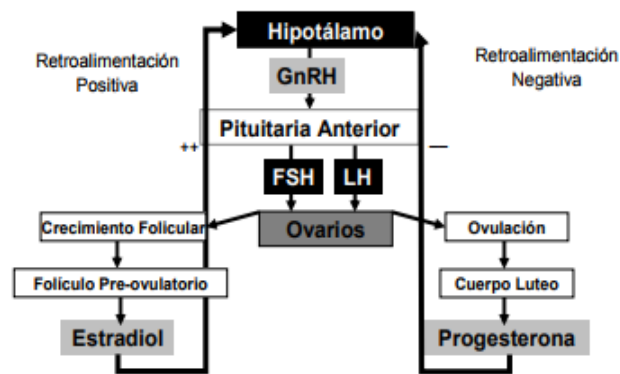 Hipotálamo
Retroalimentación
Positiva
Retroalimentación
Negativa
GnRH
Pituitaria Anterior
++
—
FSH
LH
Crecimiento Folicular
Ovarios
Ovulación
Folículo Pre-ovulatorio
Cuerpo Luteo
Estradiol
Progesterona